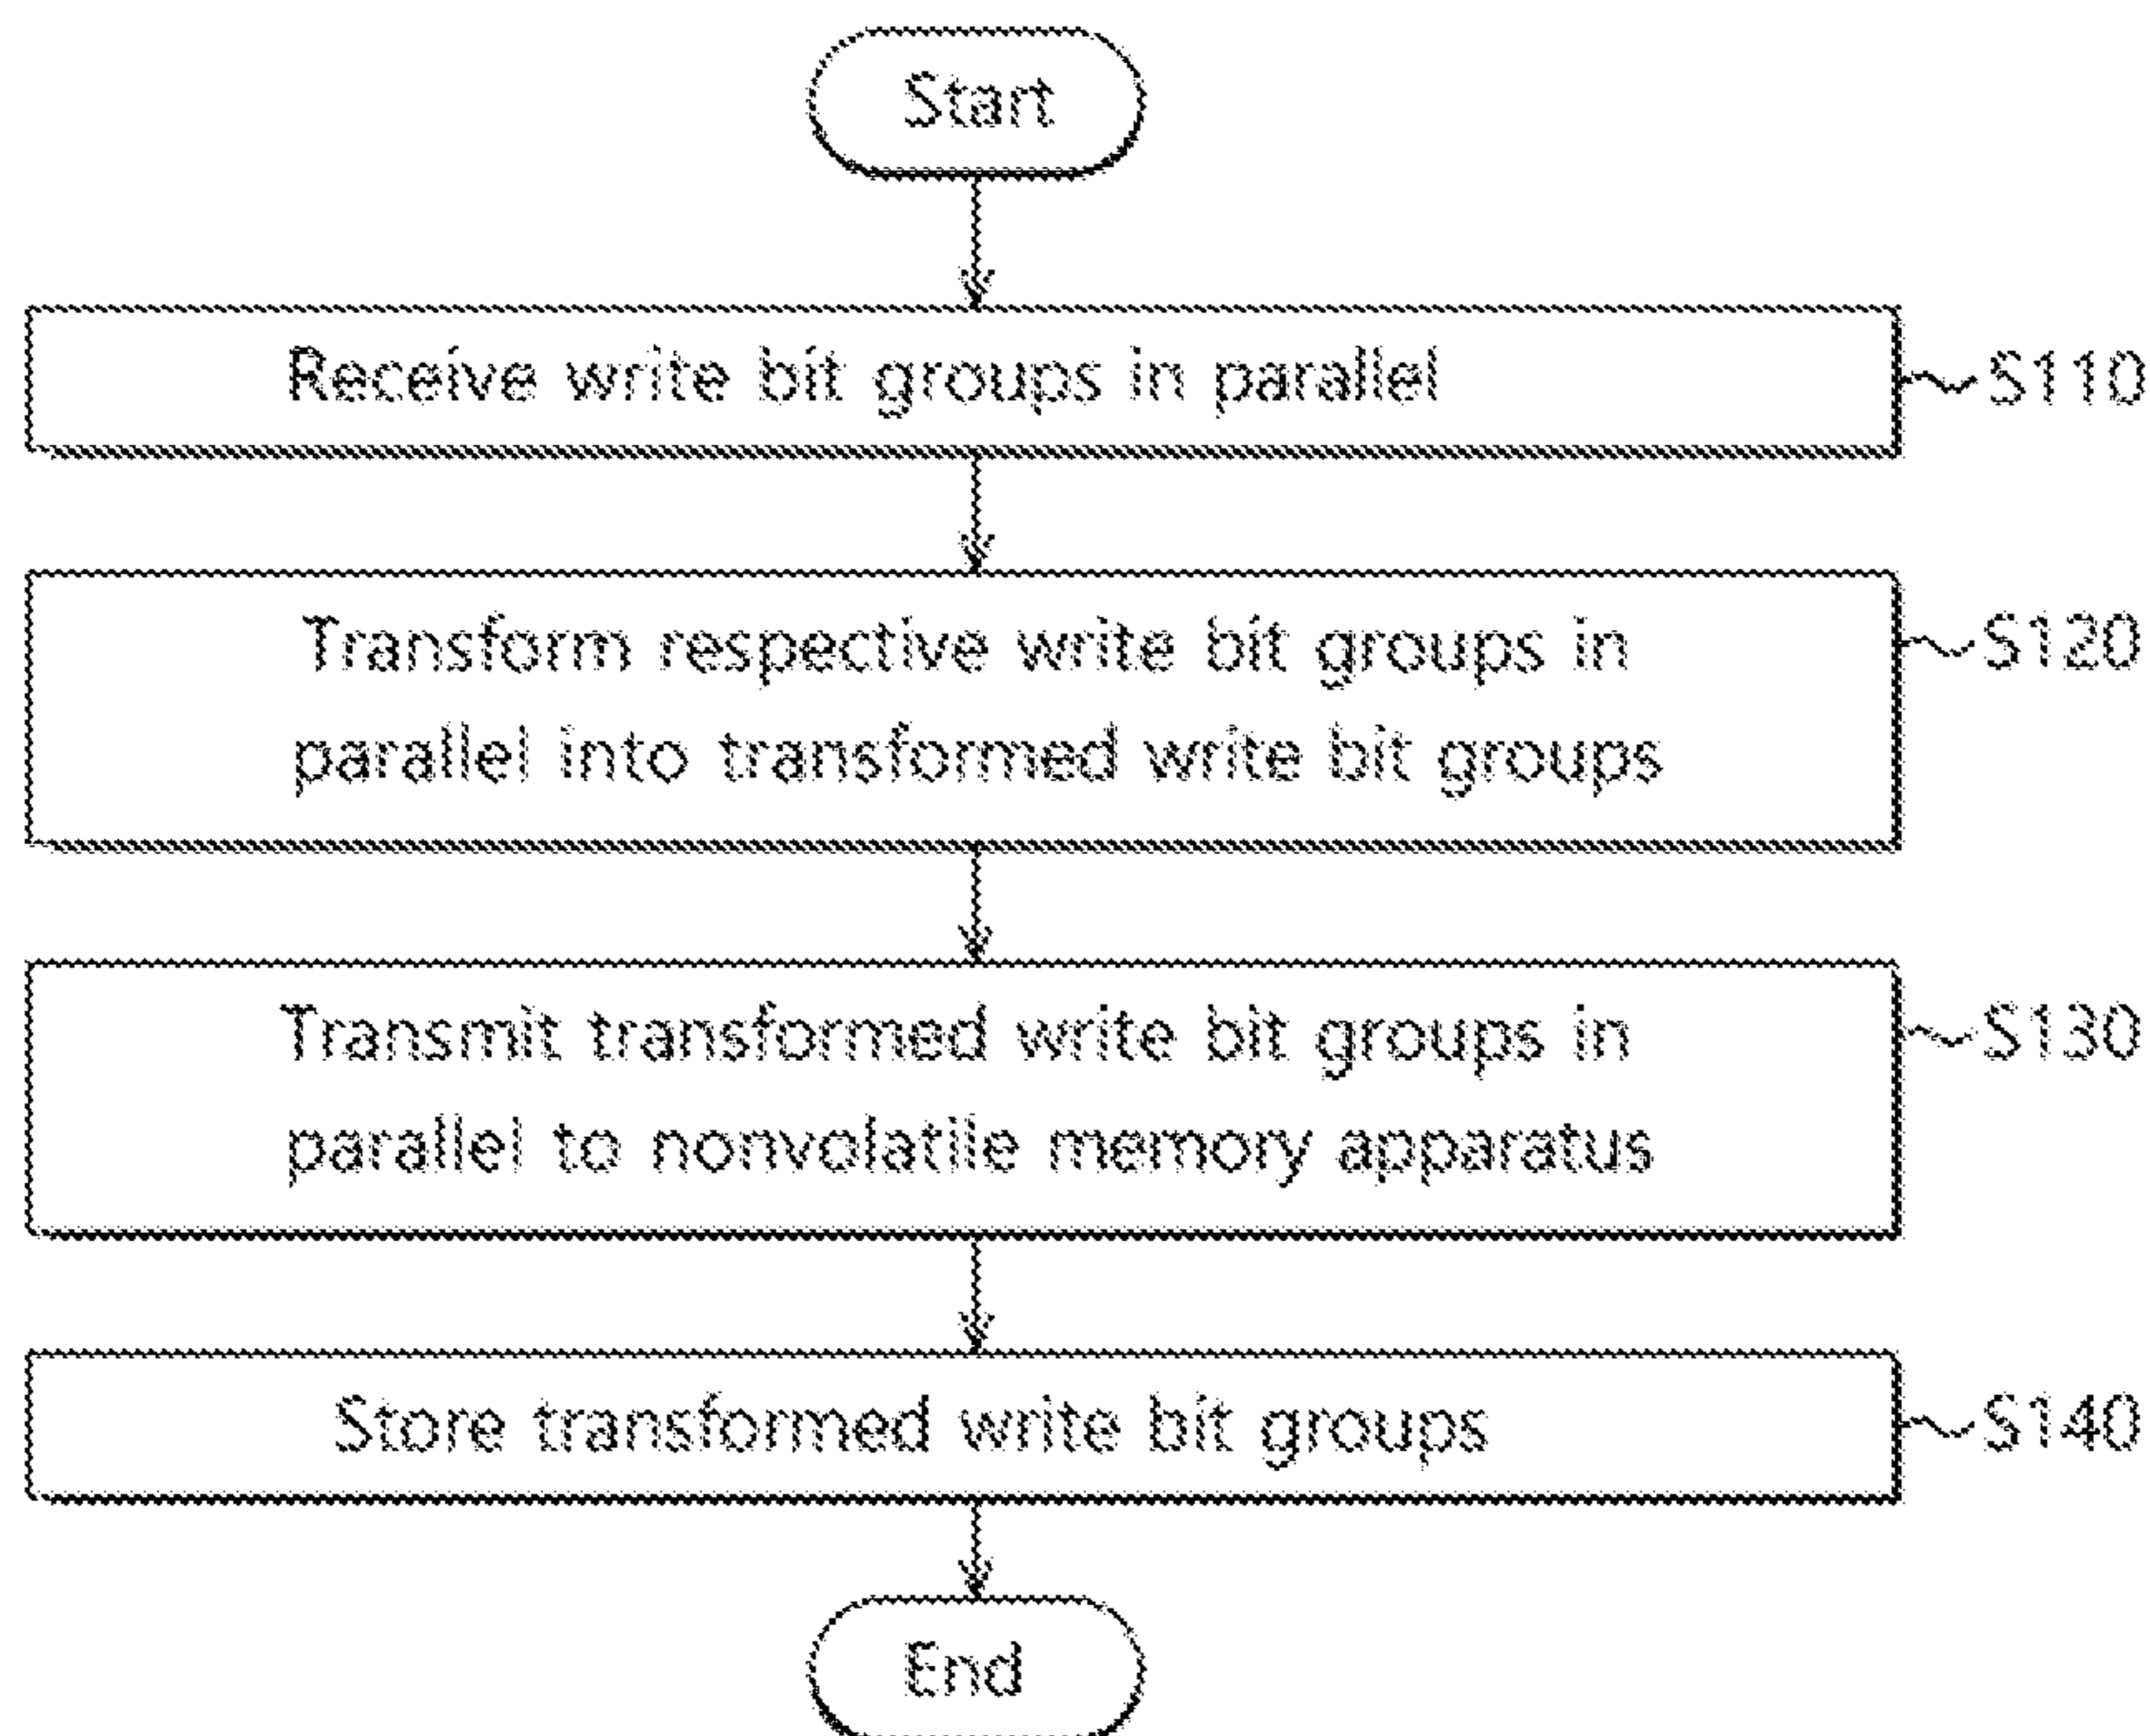 Start
Receive write bit groups in parallel
S110
Transform respective write bit groups in
S120
parallel into transformed write bit groups
Transmit transformed write bit groups in
S130
parallel to nonvolatile memory apparatus
Store transformed write bit groups
S140
End